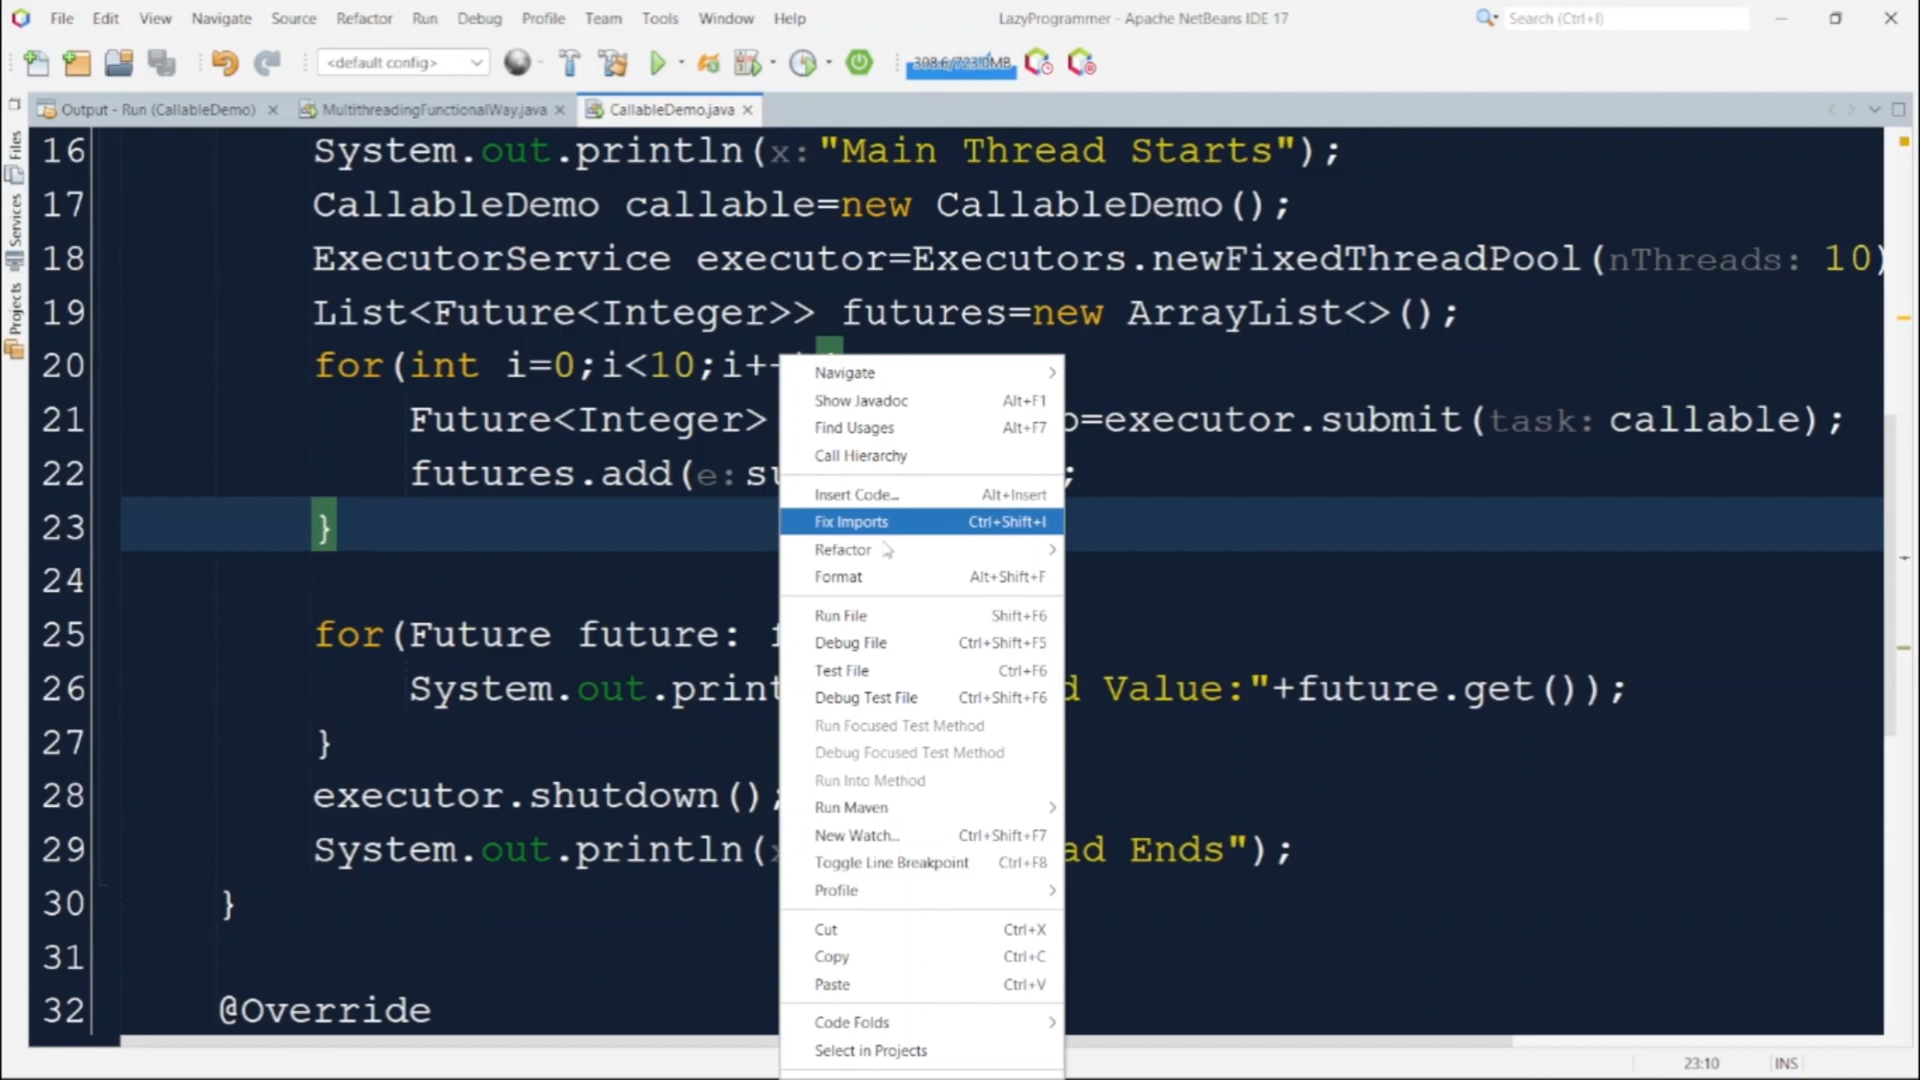 File Edit View Navigate Source Refactor Run Debug Profile Team Tools Window Help
LazyProgrammer - Apache NetBeans IDE 17
Search (Ctrl+I)
<default config>
308.6/723.0MB
Output - Run (CallableDemo)
MultithreadingFunctionalWay.java
CallableDemo.java
Files
Services
Projects
16 System.out.println(x: "Main Thread Starts");
17 CallableDemo callable=new CallableDemo();
18 ExecutorService executor=Executors.newFixedThreadPool(nThreads: 10)
19 List<Future<Integer>> futures=new ArrayList<>();
20 for(int i=0;i<10;i+
21 Future<Integer> =executor.submit(task: callable);
22 futures.add(e: su ;
23 }
24
25 for(Future future:
26 System.out.print Value:"+future.get());
27 }
28 executor.shutdown();
29 System.out.println( ad Ends");
30 }
31
32 @Override
Navigate
Show Javadoc Alt+F1
Find Usages Alt+F7
Call Hierarchy
Insert Code... Alt+Insert
Fix Imports Ctrl+Shift+I
Refactor
Format Alt+Shift+F
Run File Shift+F6
Debug File Ctrl+Shift+F5
Test File Ctrl+F6
Debug Test File Ctrl+Shift+F6
Run Focused Test Method
Debug Focused Test Method
Run Into Method
Run Maven
New Watch... Ctrl+Shift+F7
Toggle Line Breakpoint Ctrl+F8
Profile
Cut Ctrl+X
Copy Ctrl+C
Paste Ctrl+V
Code Folds
Select in Projects
23:10 INS